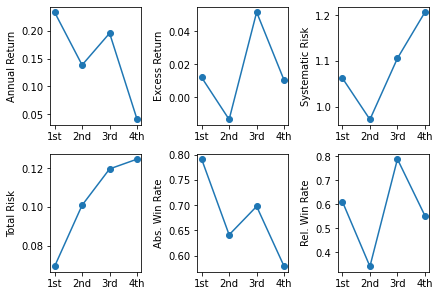 Annual Return
0.20
0.15
0.10
0.05
1st 2nd 3rd 4th
Excess Return
0.04
0.02
0.00
1st 2nd 3rd 4th
Systematic Risk
1.2
1.1
1.0
1st 2nd 3rd 4th
Total Risk
0.12
0.10
0.08
1st 2nd 3rd 4th
Abs. Win Rate
0.80
0.75
0.70
0.65
0.60
1st 2nd 3rd 4th
Rel. Win Rate
0.8
0.7
0.6
0.5
0.4
1st 2nd 3rd 4th